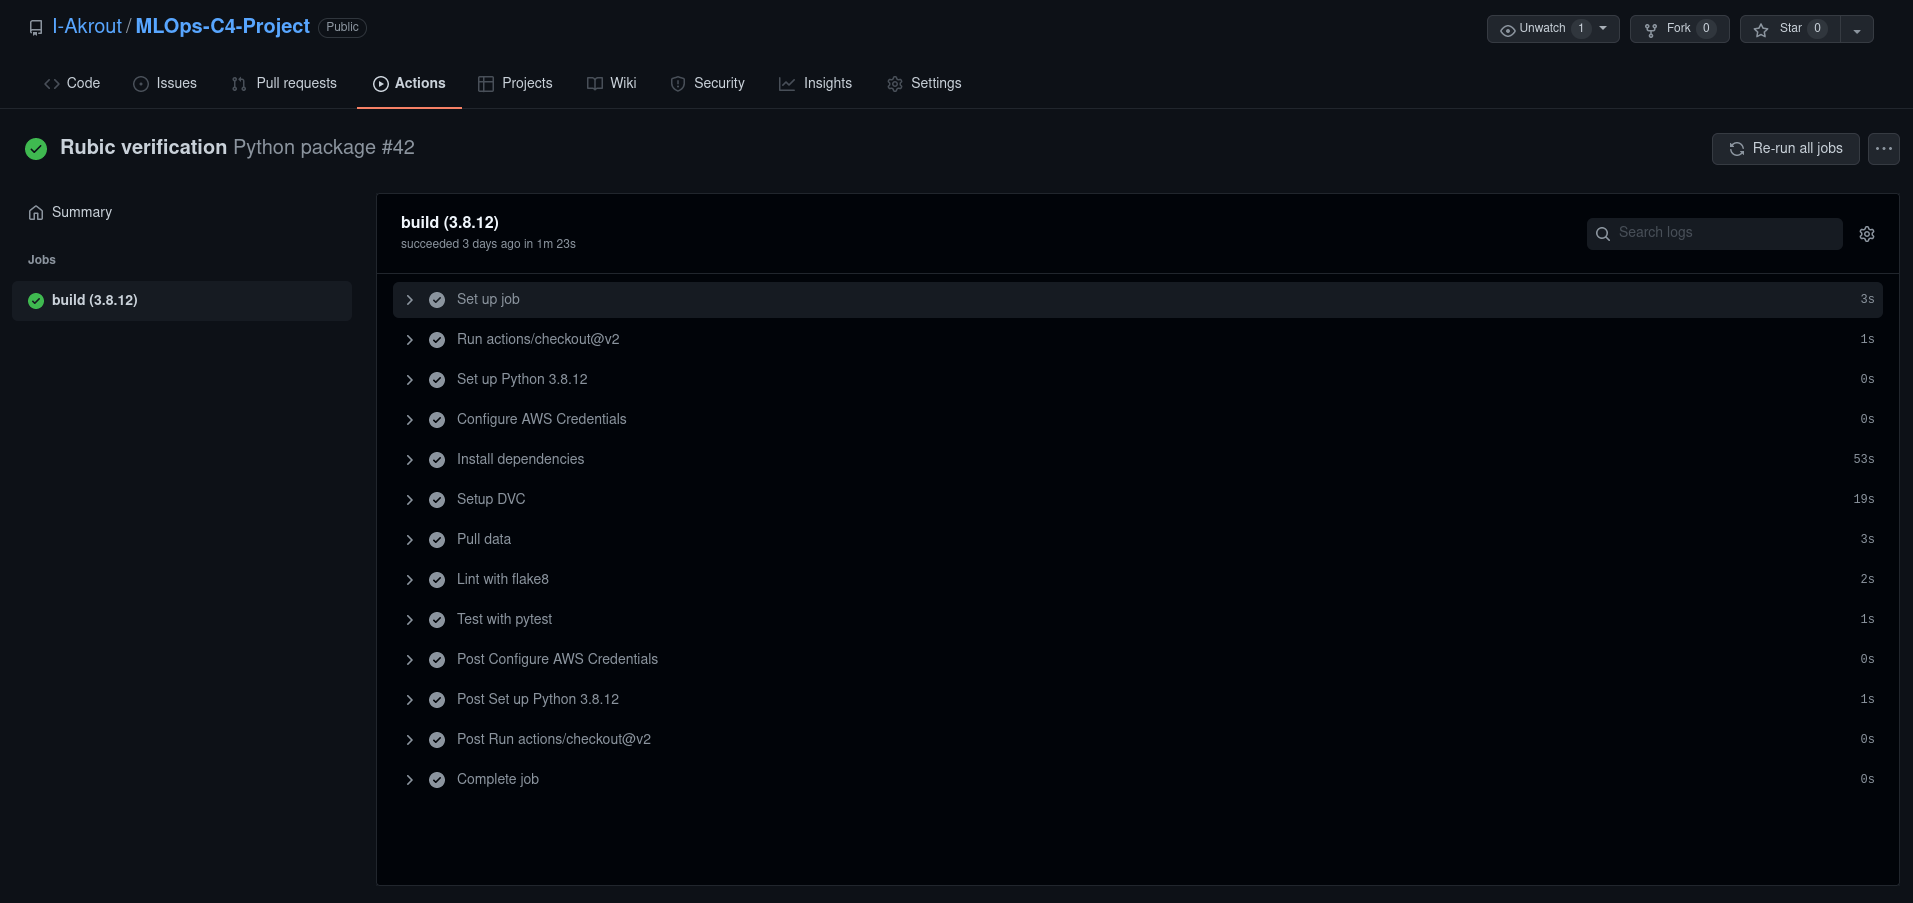 I-Akrout / MLOps-C4-Project Public
Unwatch 1 Fork 0 Star 0
Code Issues Pull requests Actions Projects Wiki Security Insights Settings
Rubic verification Python package #42
Re-run all jobs
Summary
Jobs
build (3.8.12)
build (3.8.12)
succeeded 3 days ago in 1m 23s
Search logs
Set up job 3s
Run actions/checkout@v2 1s
Set up Python 3.8.12 0s
Configure AWS Credentials 0s
Install dependencies 53s
Setup DVC 19s
Pull data 3s
Lint with flake8 2s
Test with pytest 1s
Post Configure AWS Credentials 0s
Post Set up Python 3.8.12 1s
Post Run actions/checkout@v2 0s
Complete job 0s